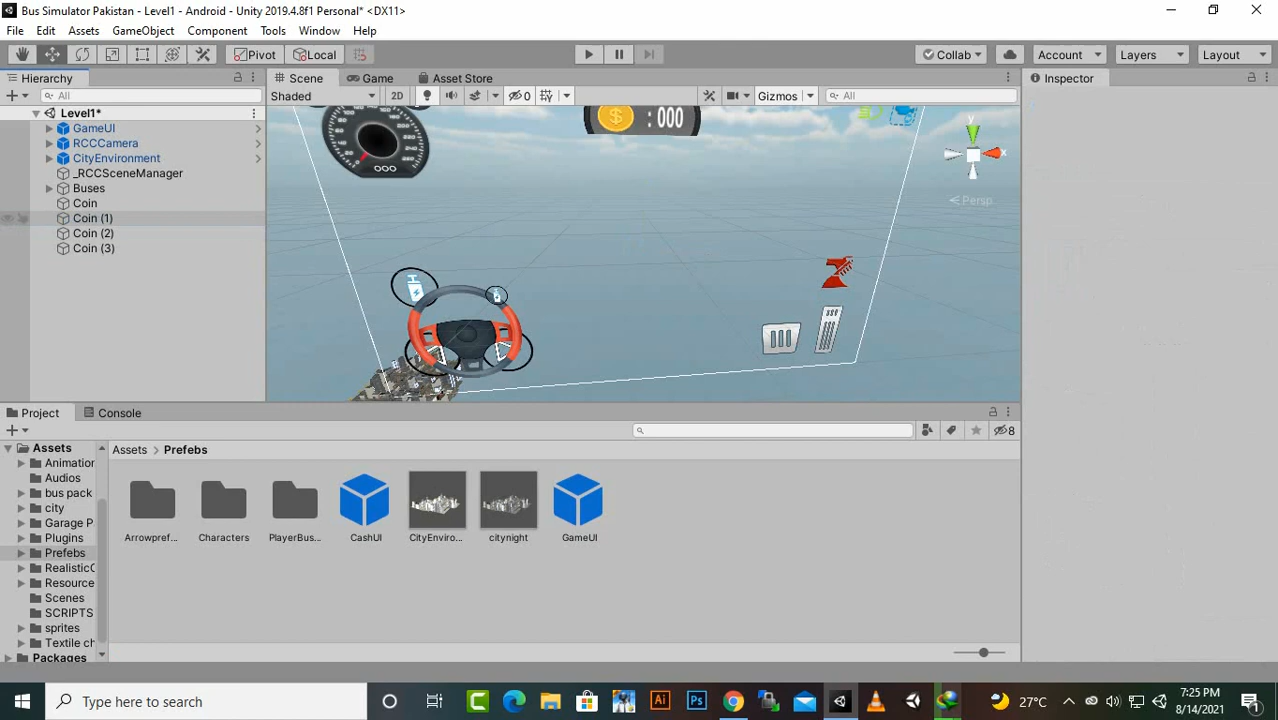 Bus Simulator Pakistan - Level1 - Android - Unity 2019.4.8f1 Personal* <DX11>
File Edit Assets GameObject Component Tools Window Help
Pivot Local Collab Account Layers Layout
Hierarchy Scene Game Asset Store Inspector
All Shaded 2D 0 Gizmos All
Level1*
GameUI
RCCCamera
CityEnvironment
_RCCSceneManager
Buses
Coin
Coin (1)
Coin (2)
Coin (3)
:000
y
x
Persp
000
Project Console
8
Assets
Assets > Prefebs
Animation
Audios
bus pack
city
Garage P
Plugins
Prefebs
RealisticC
Resource
Scenes
SCRIPTS
sprites
Textile ch
Packages
Arrowpref... Characters PlayerBus... CashUI CityEnviro... citynight GameUI
Type here to search
27°C
7:25 PM
8/14/2021
1